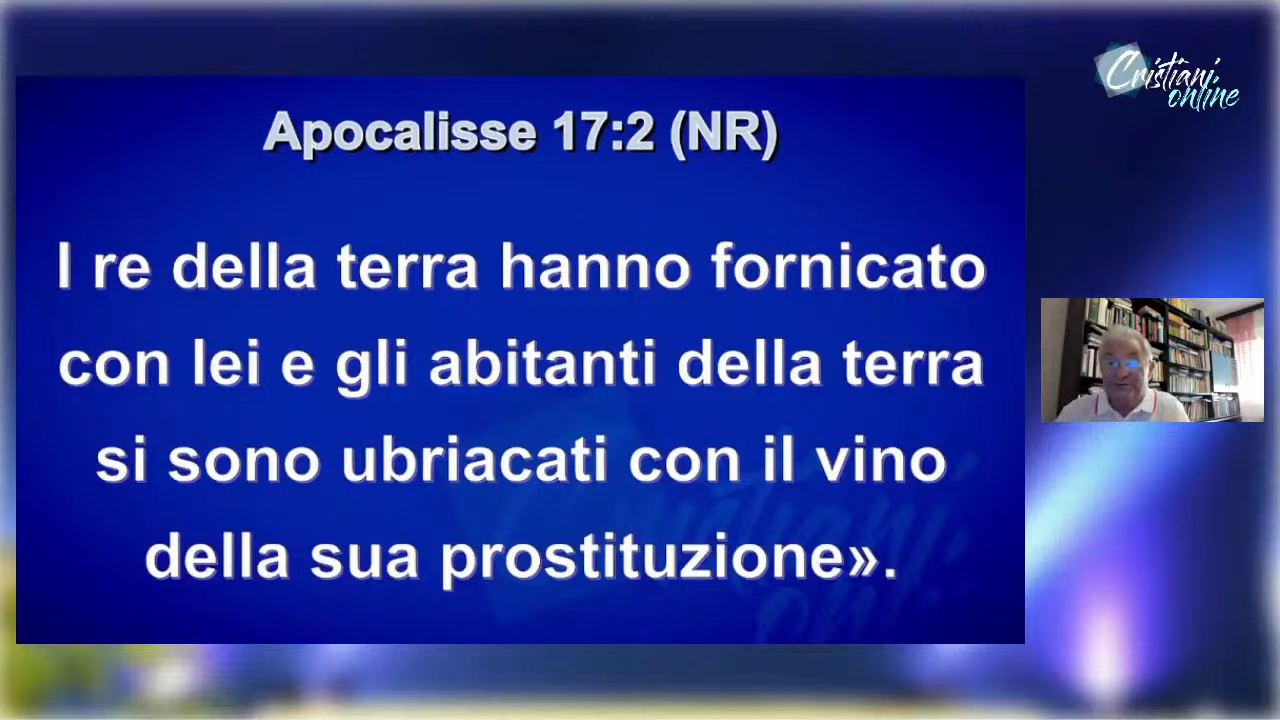 Cristiani
online
Apocalisse 17:2 (NR)
I re della terra hanno fornicato
con lei e gli abitanti della terra
si sono ubriacati con il vino
della sua prostituzione».